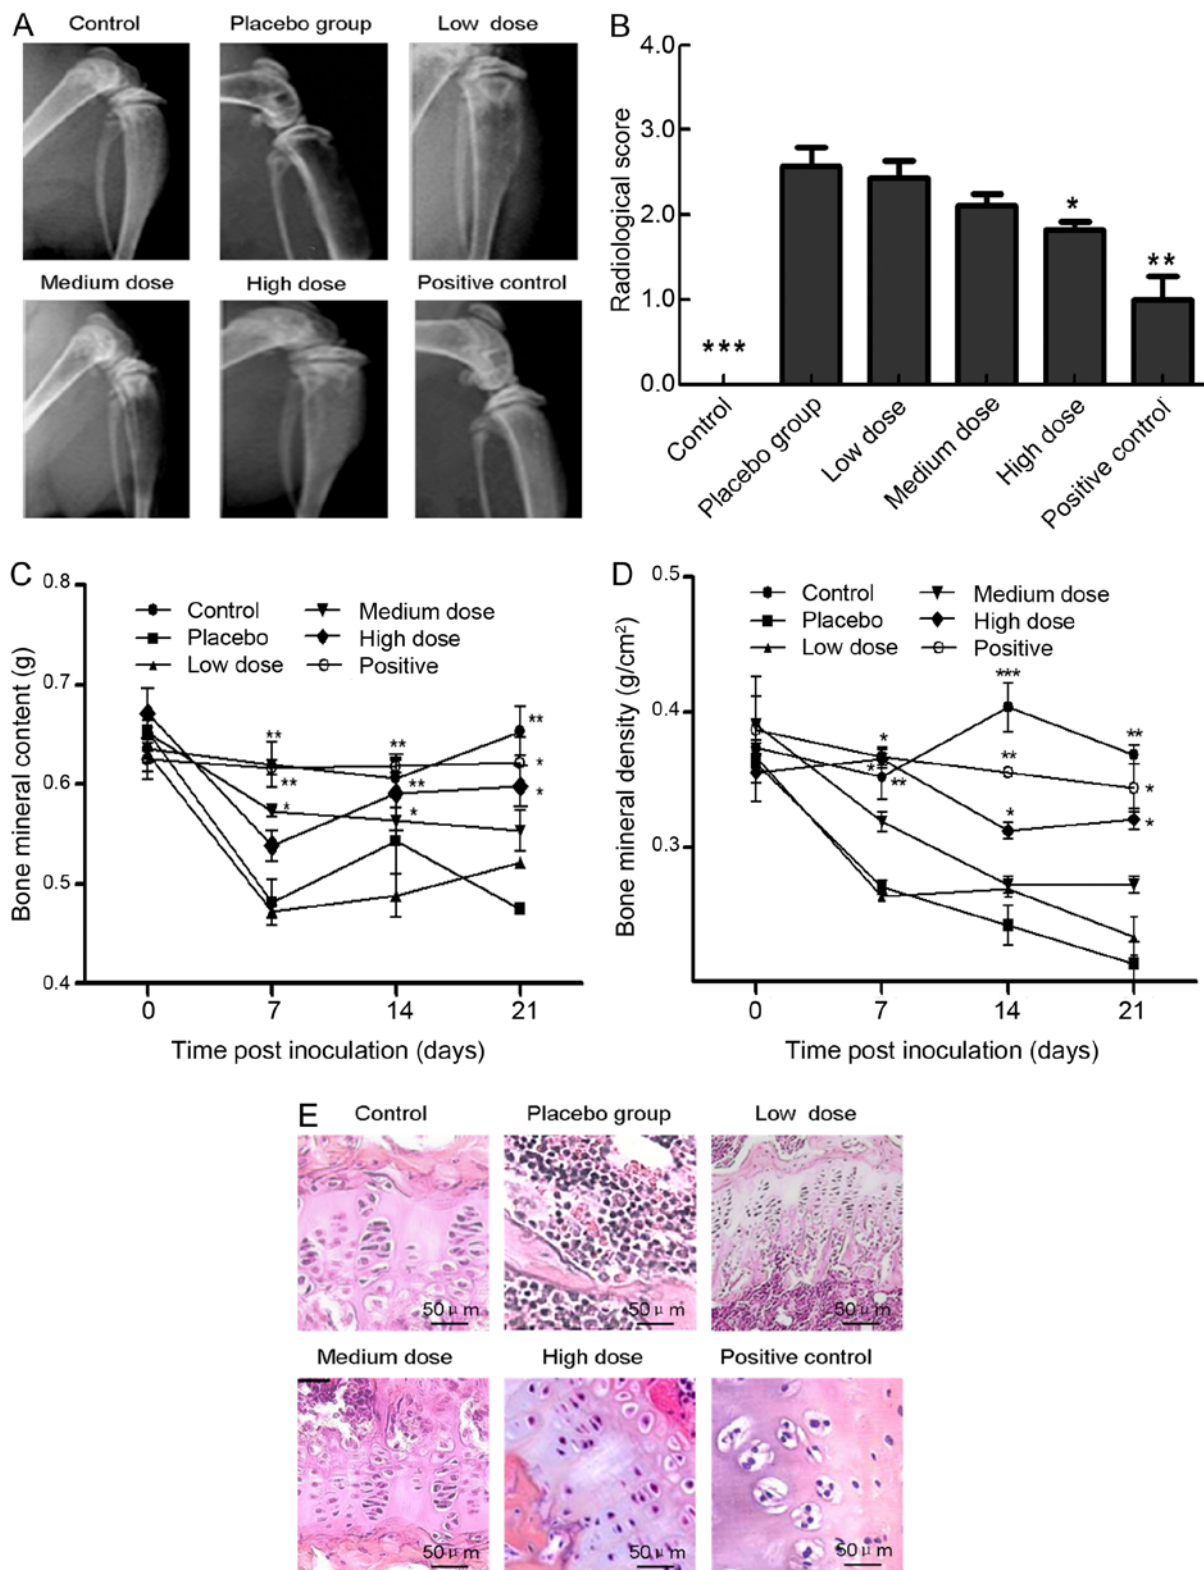 A
Control
Placebo group
Low dose
Medium dose
High dose
Positive control
B
Radiological score
4.0
3.0
2.0
1.0
0.0
***
*
**
Control
Placebo group
Low dose
Medium dose
High dose
Positive control
C
Bone mineral content (g)
0.8
0.7
0.6
0.5
0.4
Control
Placebo
Low dose
Medium dose
High dose
Positive
**
**
*
**
**
*
**
*
*
0
7
14
21
Time post inoculation (days)
D
Bone mineral density (g/cm²)
0.5
0.4
0.3
Control
Placebo
Low dose
Medium dose
High dose
Positive
*
*
**
***
**
*
**
*
*
0
7
14
21
Time post inoculation (days)
E
Control
Placebo group
Low dose
50 μm
50 μm
50 μm
Medium dose
High dose
Positive control
50 μm
50 μm
50 μm